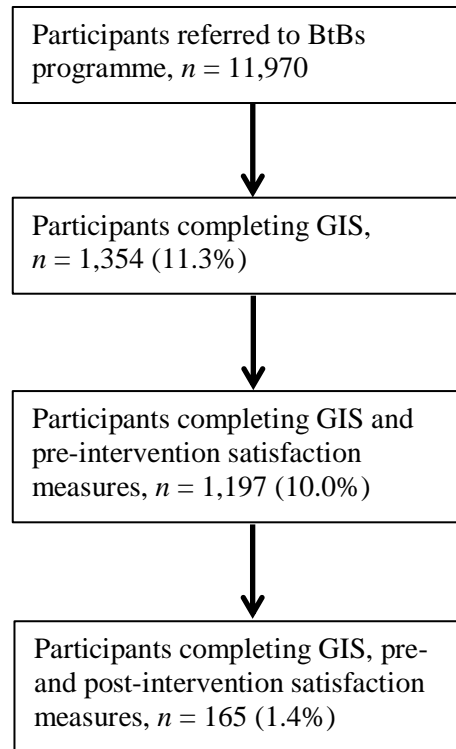 Participants referred to BtBs
programme, n = 11,970
Participants completing GIS,
n = 1,354 (11.3%)
Participants completing GIS and
pre-intervention satisfaction
measures, n = 1,197 (10.0%)
Participants completing GIS, pre-
and post-intervention satisfaction
measures, n = 165 (1.4%)